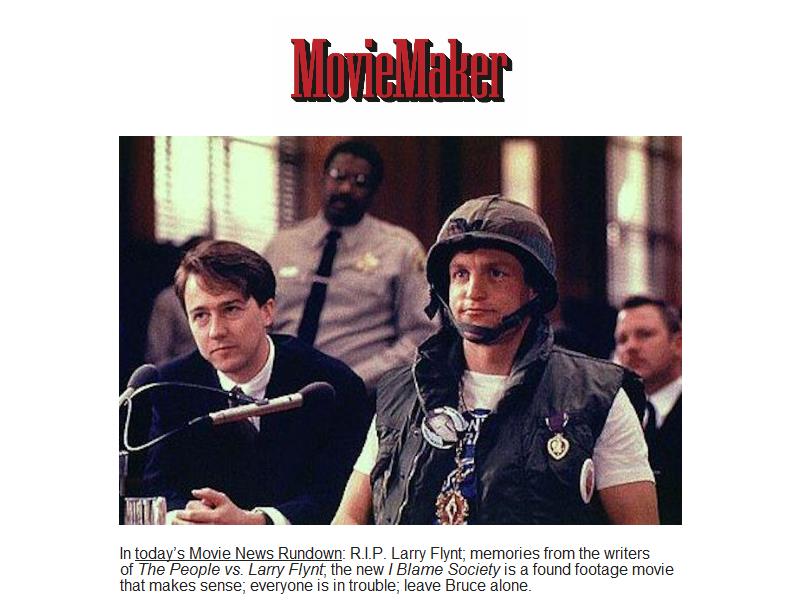 MovieMaker
In today's Movie News Rundown: R.I.P. Larry Flynt; memories from the writers
of The People vs. Larry Flynt; the new I Blame Society is a found footage movie
that makes sense; everyone is in trouble; leave Bruce alone.